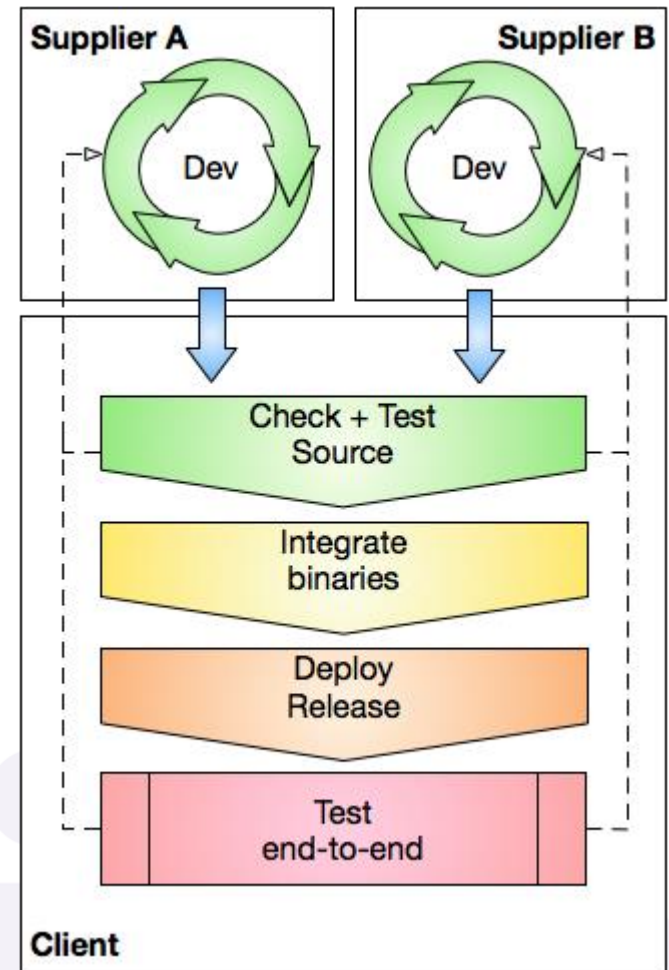 Supplier A
Supplier B
Dev
Dev
Check + Test
Source
Integrate
binaries
Deploy
Release
Test
end-to-end
Client